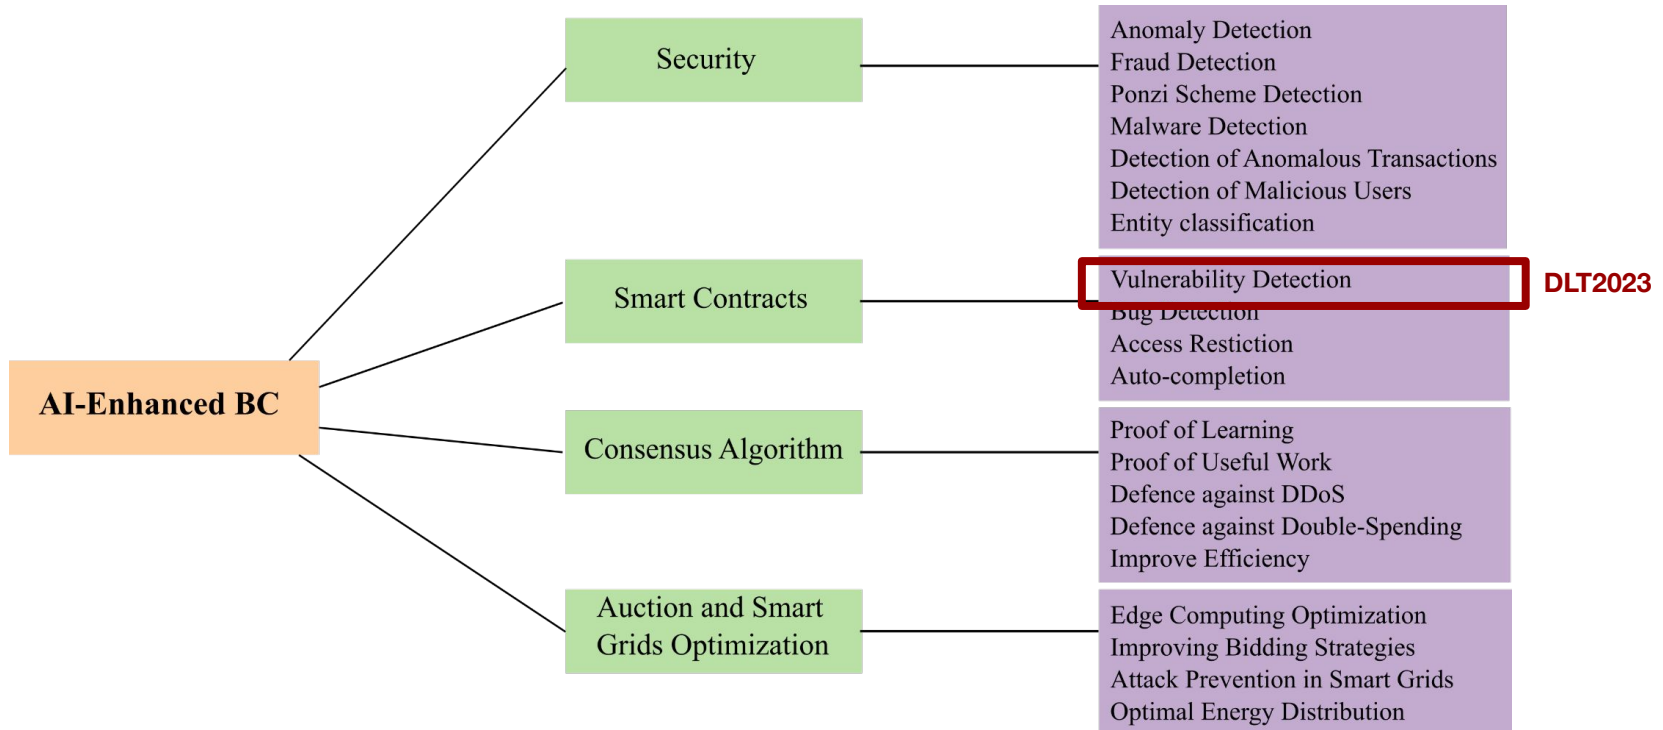 Security
Anomaly Detection
Fraud Detection
Ponzi Scheme Detection
Malware Detection
Detection of Anomalous Transactions
Detection of Malicious Users
Entity classification
Smart Contracts
Vulnerability Detection
DLT2023
Bug Detection
Access Restiction
Auto-completion
AI-Enhanced BC
Consensus Algorithm
Proof of Learning
Proof of Useful Work
Defence against DDoS
Defence against Double-Spending
Improve Efficiency
Auction and Smart
Grids Optimization
Edge Computing Optimization
Improving Bidding Strategies
Attack Prevention in Smart Grids
Optimal Energy Distribution